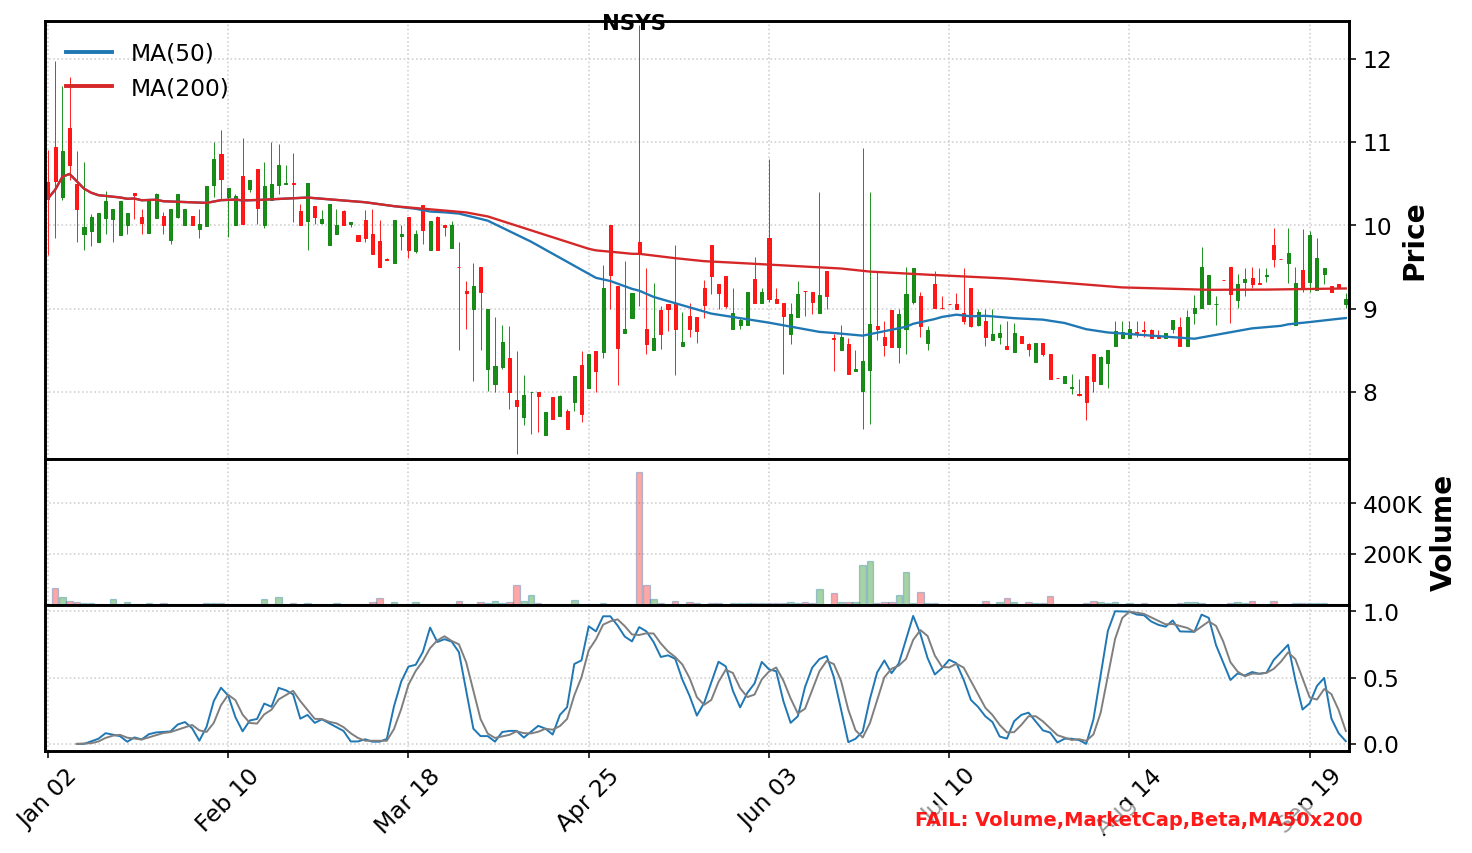 NSYS
MA(50)
MA(200)
12
11
10
9
8
Price
400K
200K
Volume
1.0
0.5
0.0
Jan 02
Feb 10
Mar 18
Apr 25
Jun 03
Jul 10
Aug 14
Sep 19
FAIL: Volume,MarketCap,Beta,MA50x200